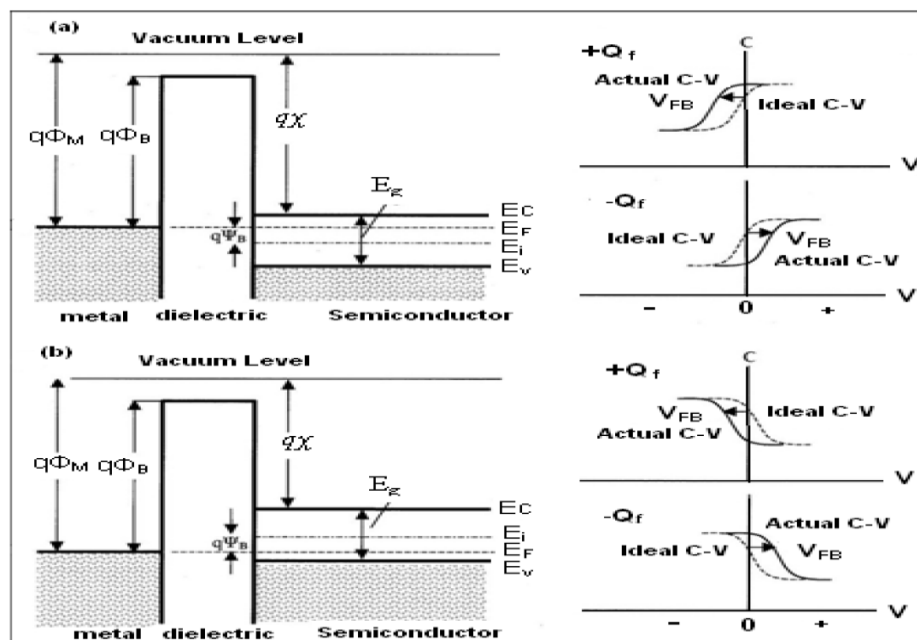 (a)
Vacuum Level
qΦM
qΦB
qχ
Eg
qΨB
EC
EF
Ei
Ev
metal
dielectric
Semiconductor
+Qf
C
Actual C-V
VFB
Ideal C-V
V
-Qf
Ideal C-V
VFB
Actual C-V
V
-
0
+
(b)
Vacuum Level
qΦM
qΦB
qχ
Eg
qΨB
EC
Ei
EF
Ev
metal
dielectric
Semiconductor
C
+Qf
VFB
Ideal C-V
Actual C-V
V
-Qf
Actual C-V
Ideal C-V
VFB
V
-
0
+